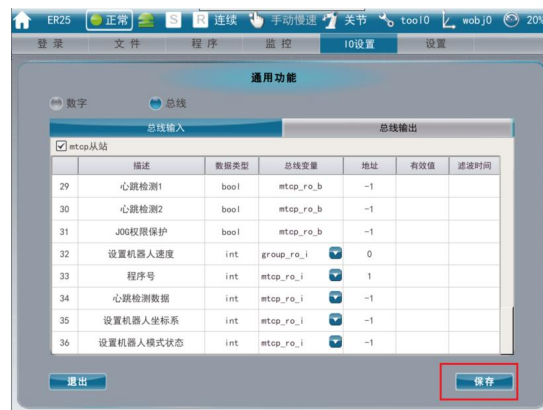 ER25 正常 S R 连续 手动慢速 关节 tool0 wobj0 20%
登录 文件 程序 监控 IO设置 设置
通用功能
数字 总线
总线输入 总线输出
mtcp从站
描述 数据类型 总线变量 地址 有效值 滤波时间
29 心跳检测1 bool mtcp_ro_b -1
30 心跳检测2 bool mtcp_ro_b -1
31 JOG权限保护 bool mtcp_ro_b -1
32 设置机器人速度 int group_ro_i 0
33 程序号 int mtcp_ro_i 1
34 心跳检测数据 int mtcp_ro_i -1
35 设置机器人坐标系 int mtcp_ro_i -1
36 设置机器人模式状态 int mtcp_ro_i -1
退出 保存